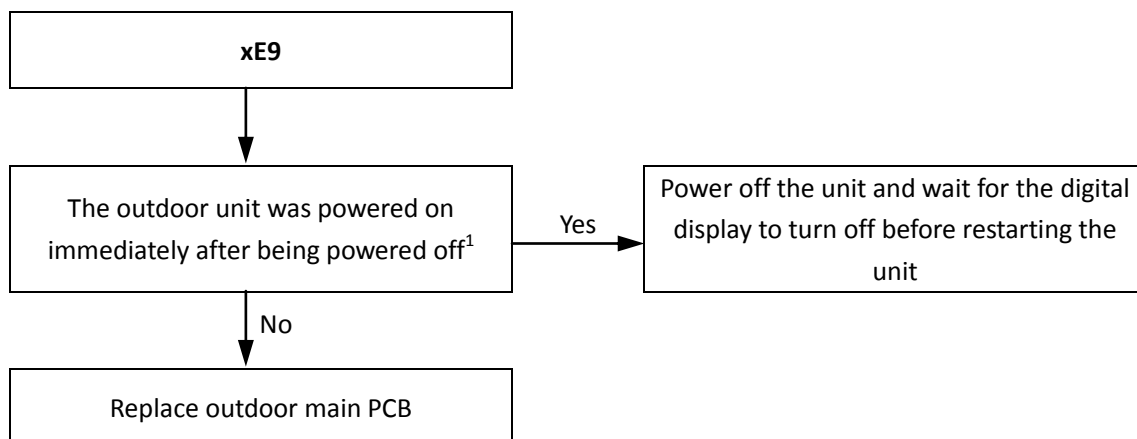 xE9
The outdoor unit was powered on
immediately after being powered off¹
Yes
Power off the unit and wait for the digital
display to turn off before restarting the
unit
No
Replace outdoor main PCB